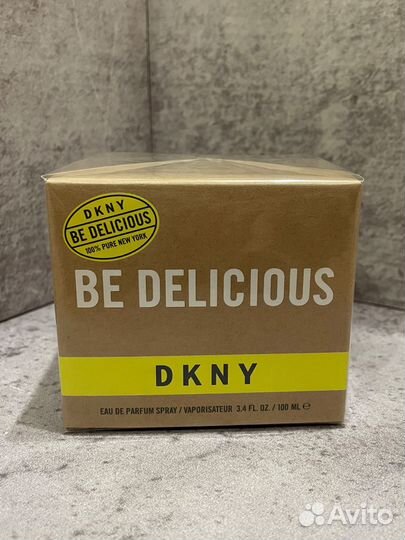 DKNY
BE DELICIOUS
100% PURE NEW YORK
BE DELICIOUS
DKNY
EAU DE PARFUM SPRAY / VAPORISATEUR 3.4 FL. OZ. / 100 ML ℮
Avito